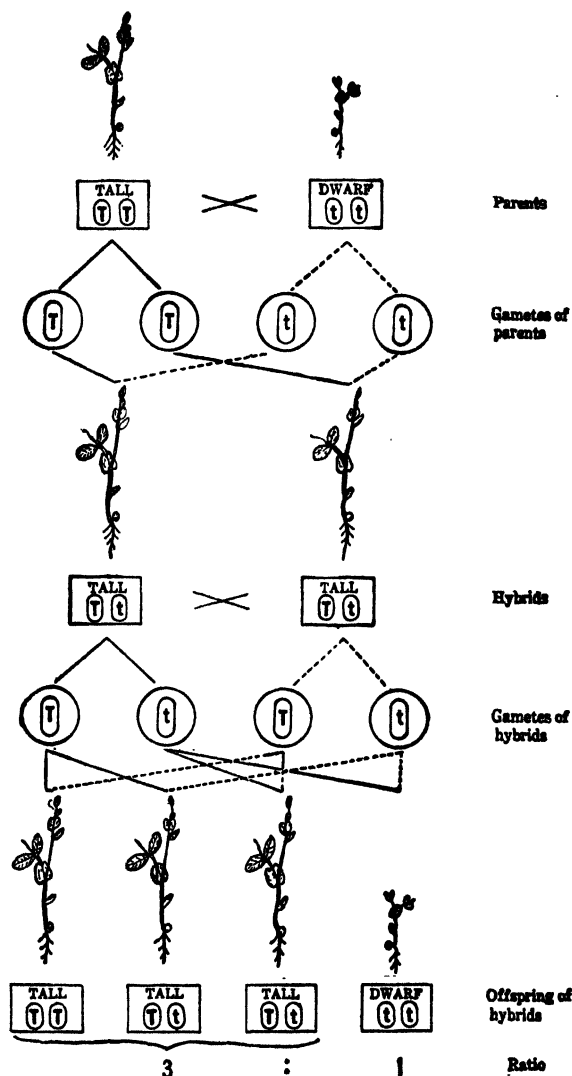 TALL DWARF
T T t t Parents
T T t t Gametes of
parents
TALL TALL
T t T t Hybrids
T t T t Gametes of
hybrids
TALL TALL TALL DWARF Offspring of
T T T t T t t t hybrids
3 : 1 Ratio